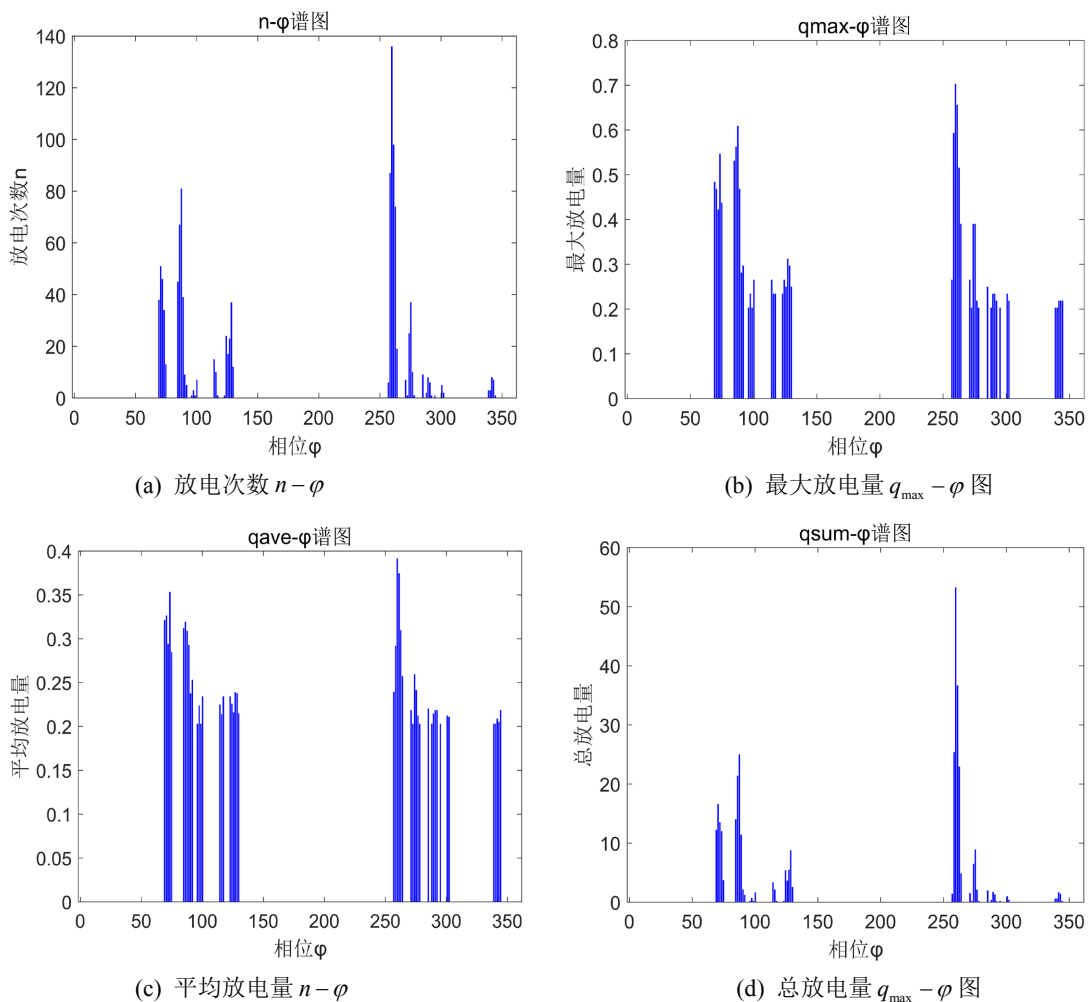 n-φ谱图
140
120
100
80
60
40
20
0
放电次数n
0 50 100 150 200 250 300 350
相位φ
(a) 放电次数 n − φ
qmax-φ谱图
0.8
0.7
0.6
0.5
0.4
0.3
0.2
0.1
0
最大放电量
0 50 100 150 200 250 300 350
相位φ
(b) 最大放电量 qmax − φ 图
qave-φ谱图
0.4
0.35
0.3
0.25
0.2
0.15
0.1
0.05
0
平均放电量
0 50 100 150 200 250 300 350
相位φ
(c) 平均放电量 n − φ
qsum-φ谱图
60
50
40
30
20
10
0
总放电量
0 50 100 150 200 250 300 350
相位φ
(d) 总放电量 qmax − φ 图